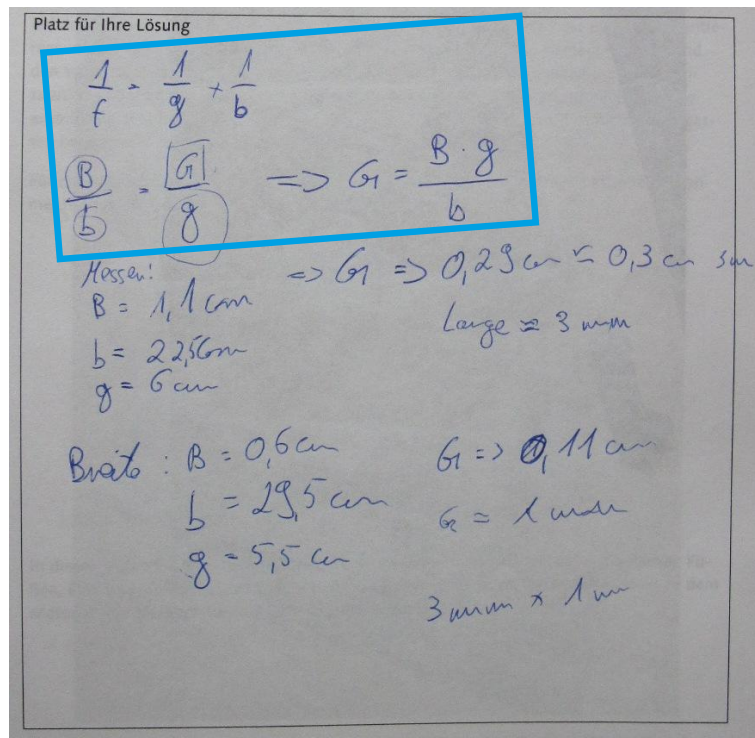 Platz für Ihre Lösung
1/f = 1/g + 1/b
B/b = G/g => G = B · g / b
Messen! => G => 0,29 cm ≈ 0,3 cm
B = 1,1 cm
Länge ≈ 3 mm
b = 22,5 cm
g = 6 cm
Breite : B = 0,6 cm G => 0,11 cm
b = 29,5 cm G = 1 mm
g = 5,5 cm
3 mm x 1 mm